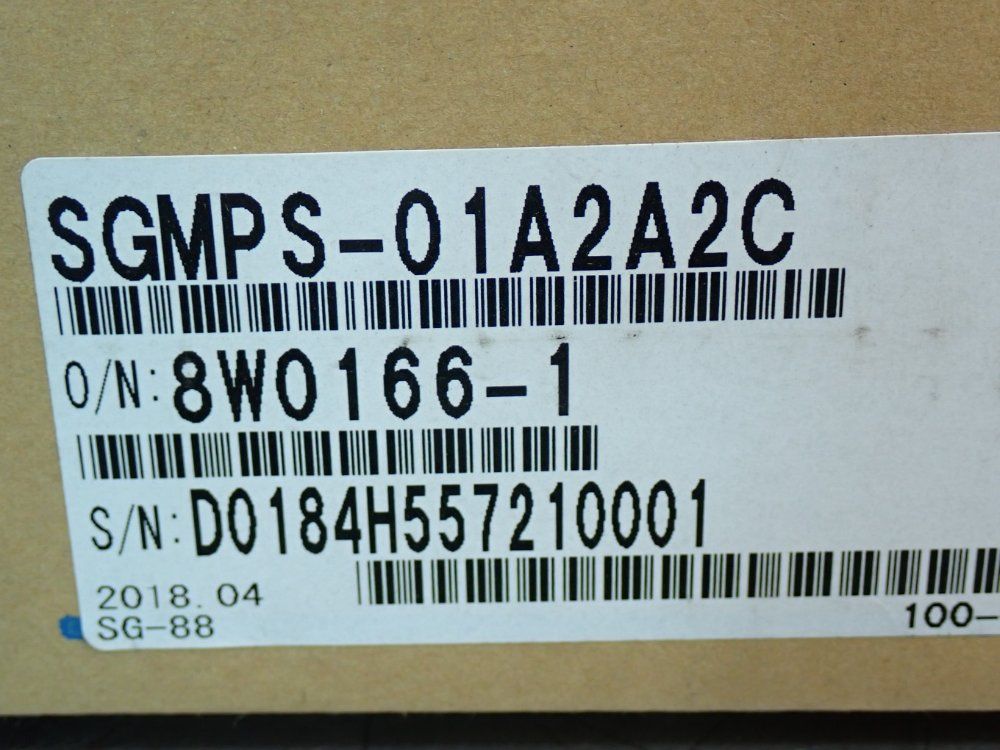 SGMPS-01A2A2C
O/N: 8W0166-1
S/N: D0184H557210001
2018.04
SG-88
100-